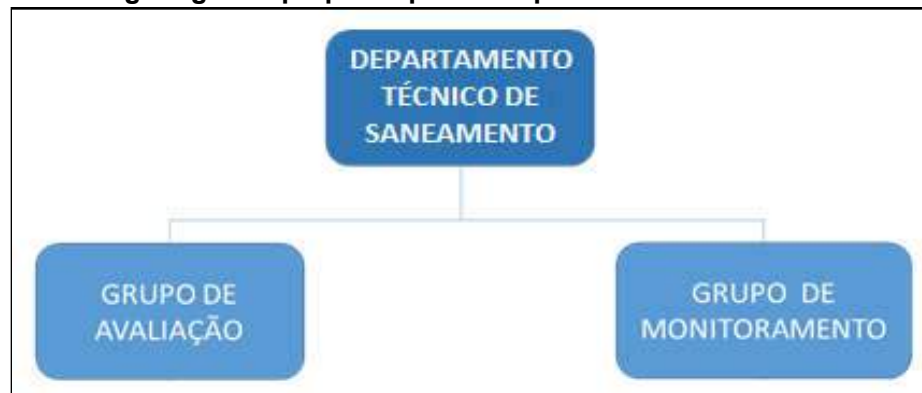 DEPARTAMENTO
TÉCNICO DE
SANEAMENTO
GRUPO DE
AVALIAÇÃO
GRUPO DE
MONITORAMENTO